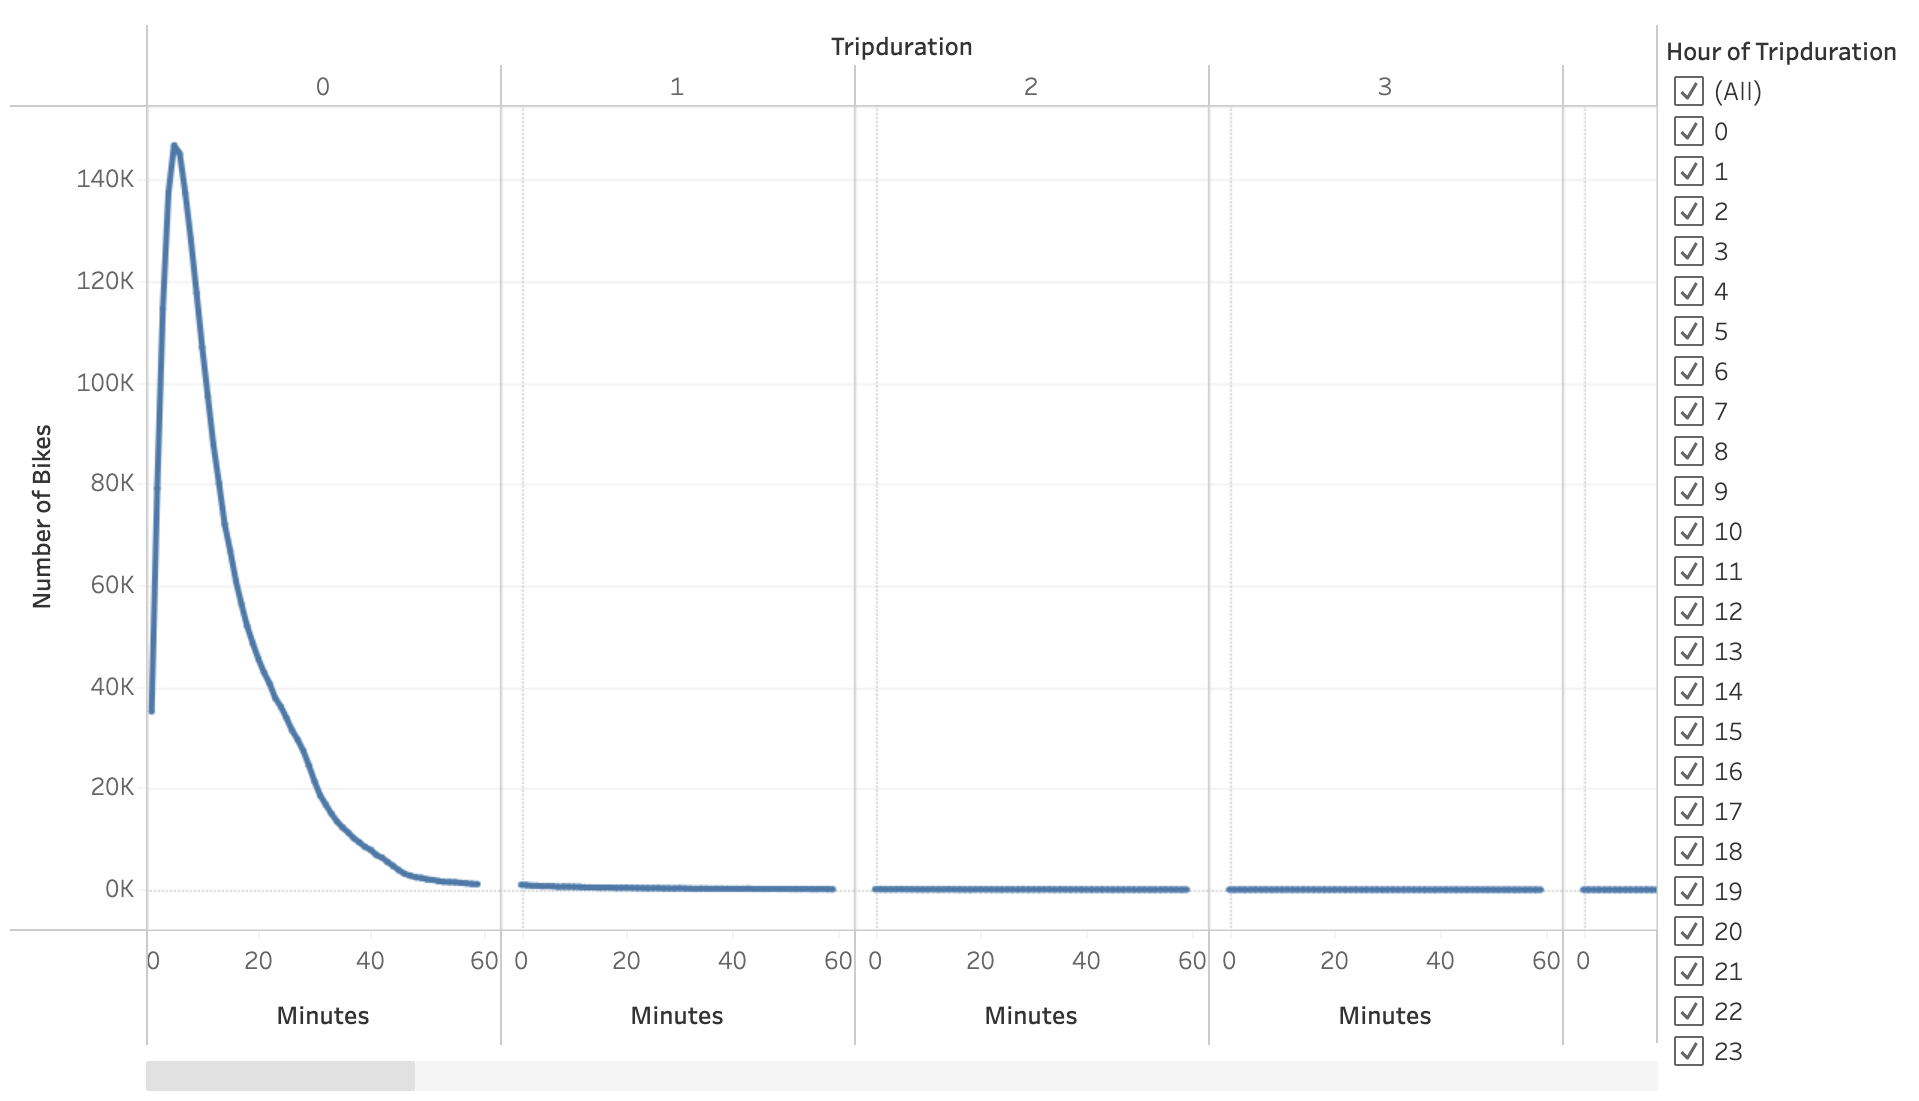 Tripduration
0 1 2 3
140K
120K
100K
80K
60K
40K
20K
0K
Number of Bikes
0 20 40 60 0 20 40 60 0 20 40 60 0 20 40 60 0
Minutes Minutes Minutes Minutes
Hour of Tripduration
(All)
0
1
2
3
4
5
6
7
8
9
10
11
12
13
14
15
16
17
18
19
20
21
22
23